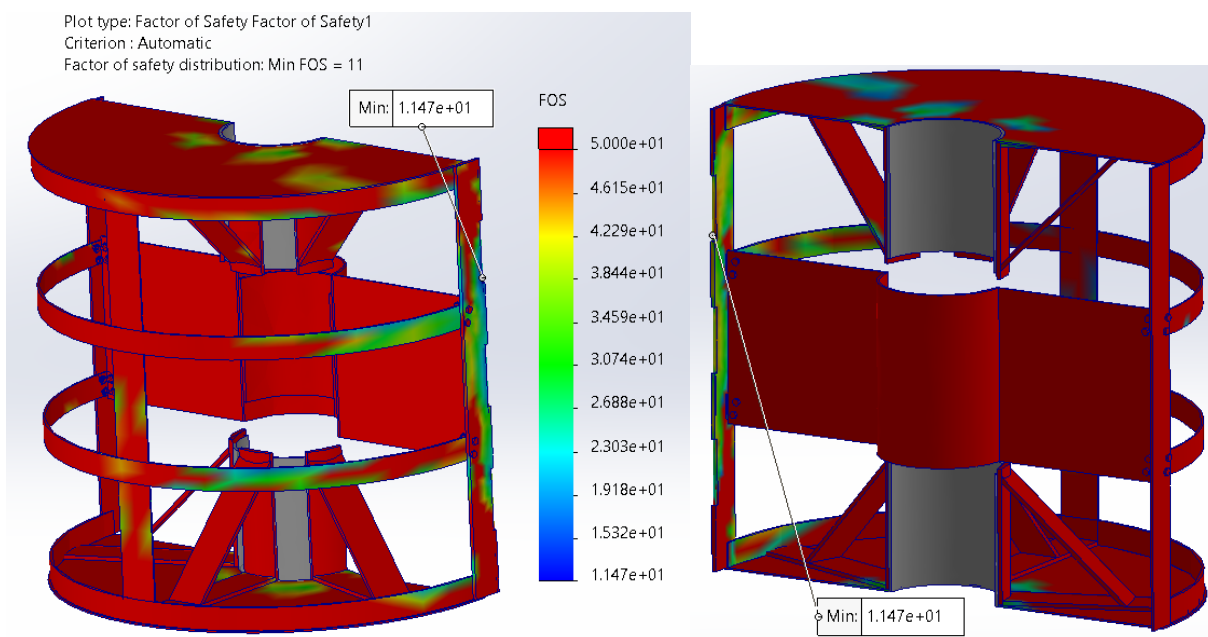 Plot type: Factor of Safety Factor of Safety1
Criterion : Automatic
Factor of safety distribution: Min FOS = 11
Min: 1.147e+01
FOS
5.000e+01
4.615e+01
4.229e+01
3.844e+01
3.459e+01
3.074e+01
2.688e+01
2.303e+01
1.918e+01
1.532e+01
1.147e+01
Min: 1.147e+01